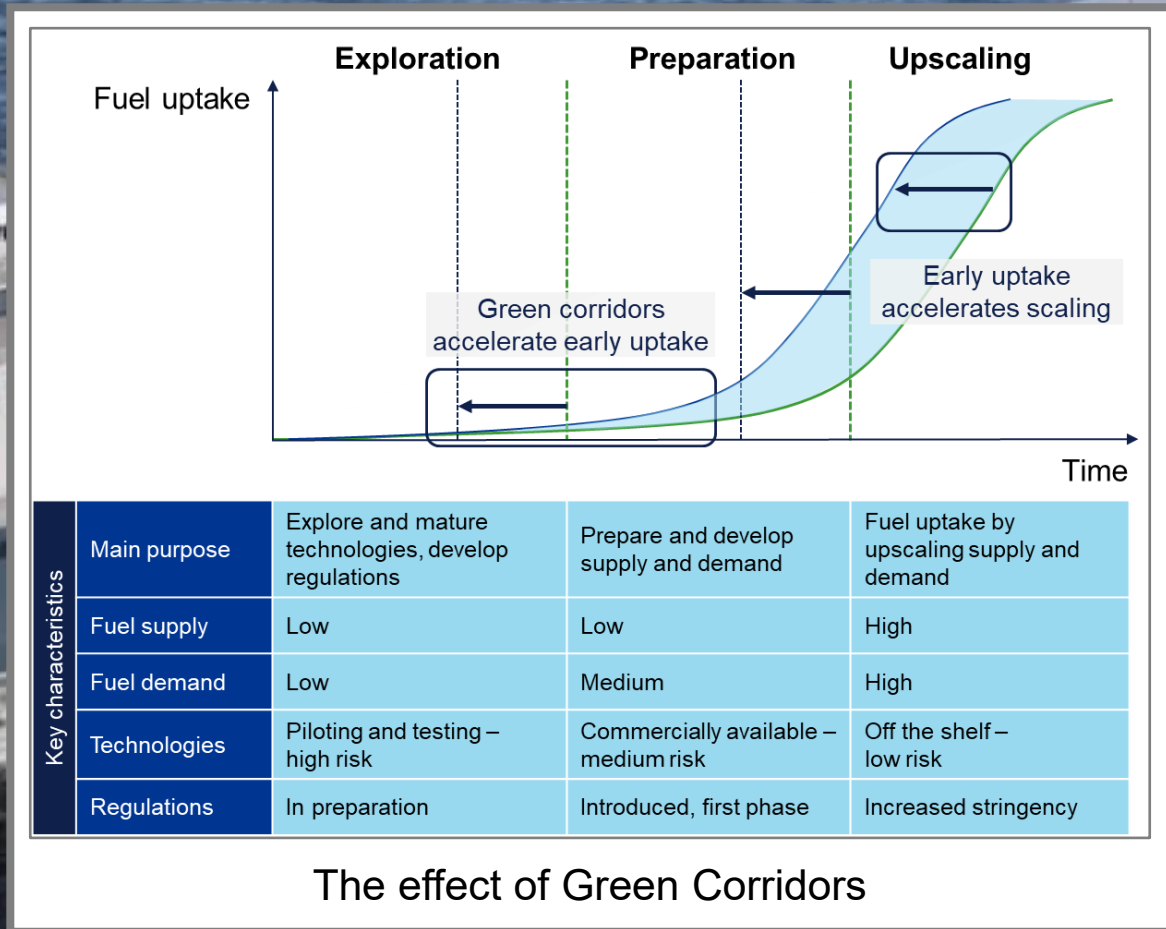 Exploration
Preparation
Upscaling
Fuel uptake
Green corridors
accelerate early uptake
Early uptake
accelerates scaling
Time
Key characteristics
Main purpose
Explore and mature
technologies, develop
regulations
Prepare and develop
supply and demand
Fuel uptake by
upscaling supply and
demand
Fuel supply
Low
Low
High
Fuel demand
Low
Medium
High
Technologies
Piloting and testing –
high risk
Commercially available –
medium risk
Off the shelf –
low risk
Regulations
In preparation
Introduced, first phase
Increased stringency
The effect of Green Corridors